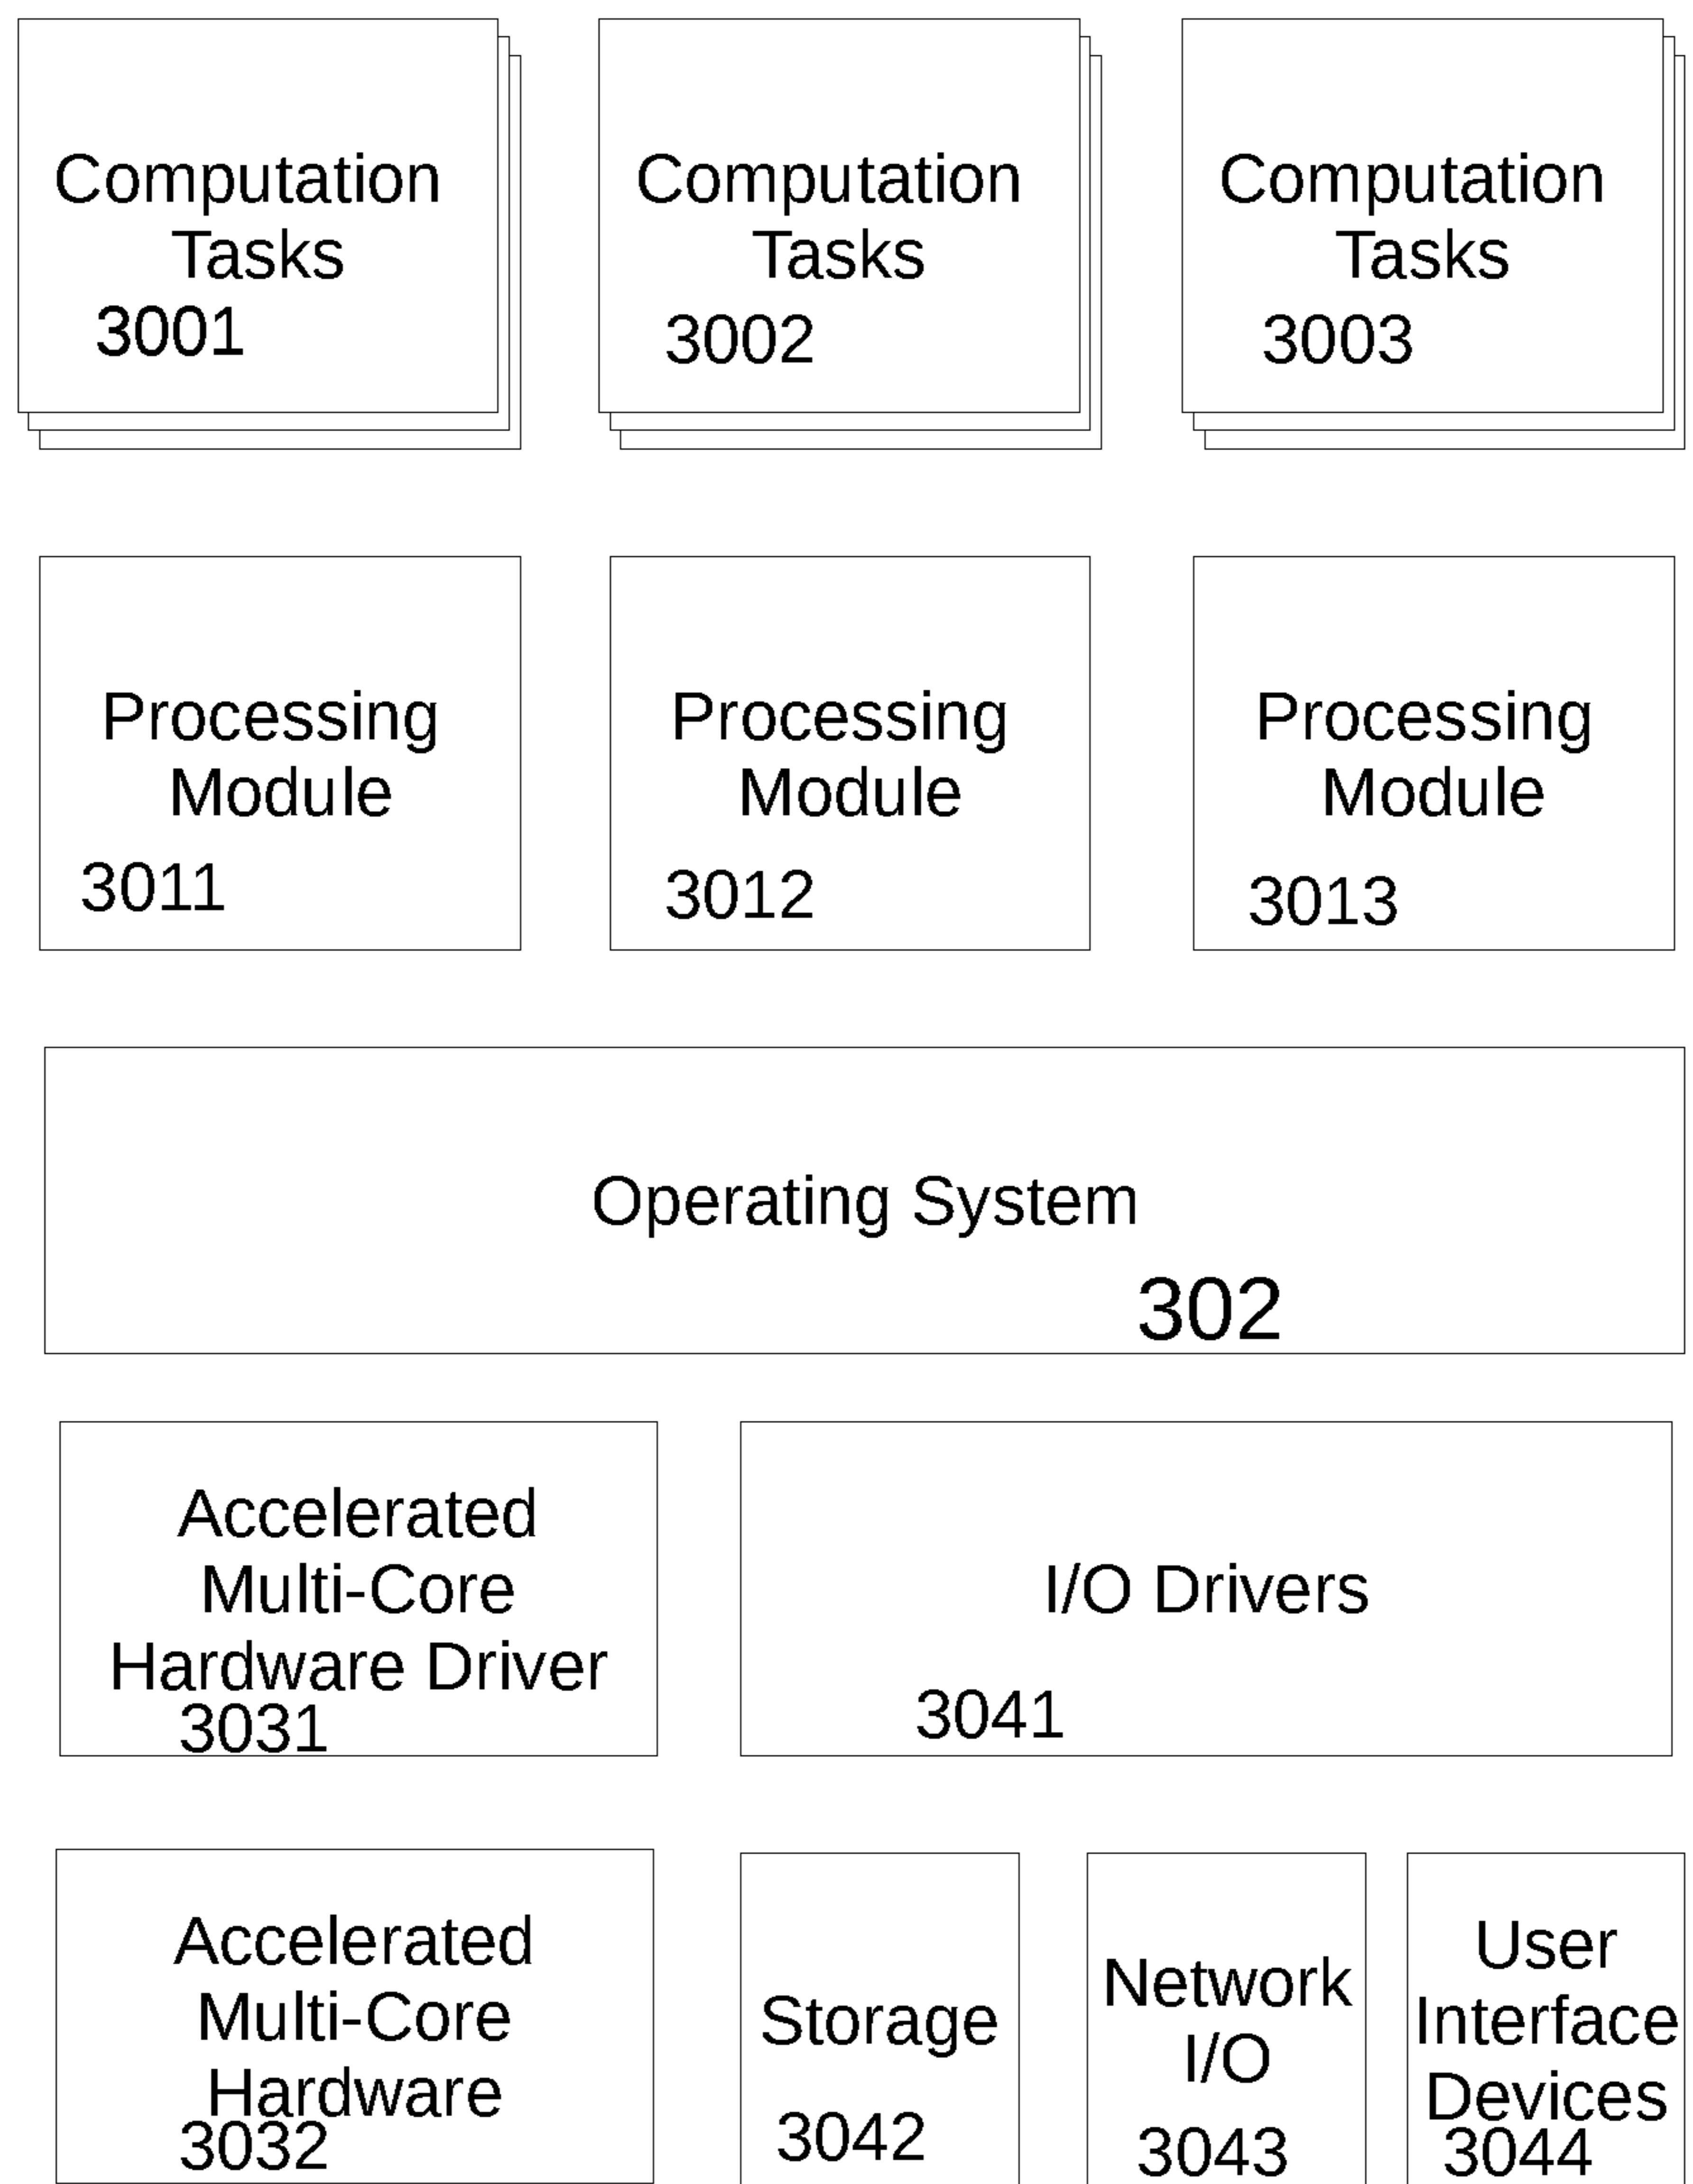 Computation
Tasks
3001
Computation
Tasks
3002
Computation
Tasks
3003
Processing
Module
3011
Processing
Module
3012
Processing
Module
3013
Operating System
302
Accelerated
Multi-Core
Hardware Driver
3031
I/O Drivers
3041
Accelerated
Multi-Core
Hardware
3032
Storage
3042
Network
I/O
3043
User
Interface
Devices
3044